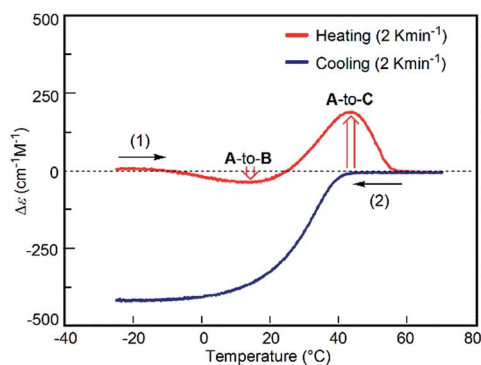 500
250
0
-250
-500
Δε (cm⁻¹M⁻¹)
Heating (2 Kmin⁻¹)
Cooling (2 Kmin⁻¹)
A-to-C
(1)
A-to-B
(2)
-40 -20 0 20 40 60 80
Temperature (°C)